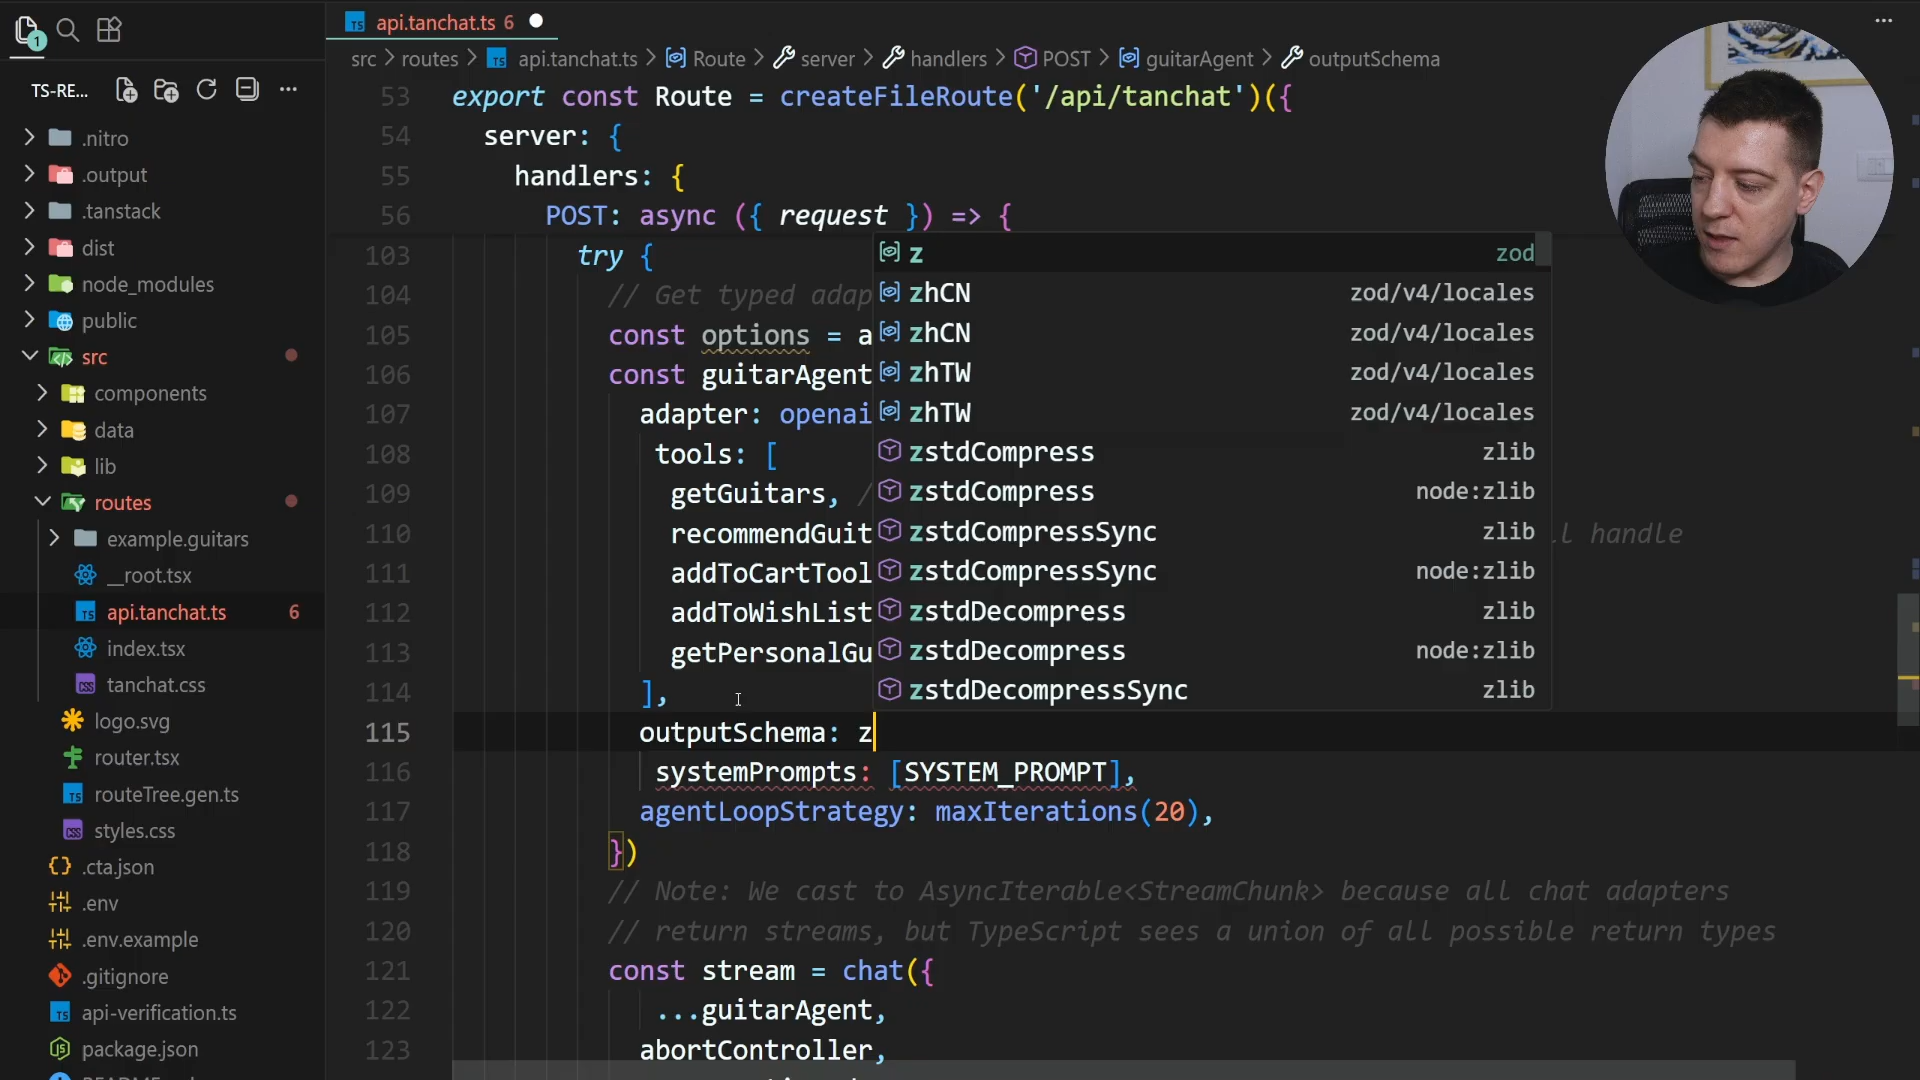 1
api.tanchat.ts 6
TS-RE...
src > routes > TS api.tanchat.ts > Route > server > handlers > POST > guitarAgent > outputSchema
.nitro
.output
.tanstack
dist
node_modules
public
src
components
data
lib
routes
example.guitars
__root.tsx
api.tanchat.ts 6
index.tsx
tanchat.css
logo.svg
router.tsx
routeTree.gen.ts
styles.css
.cta.json
.env
.env.example
.gitignore
api-verification.ts
package.json
53 export const Route = createFileRoute('/api/tanchat')({
54 server: {
55 handlers: {
56 POST: async ({ request }) => {
103 try {
104 // Get typed adap
105 const options = a
106 const guitarAgent
107 adapter: openai
108 tools: [
109 getGuitars, /
110 recommendGuit ll handle
111 addToCartTool
112 addToWishList
113 getPersonalGu
114 ],
115 outputSchema: z
116 systemPrompts: [SYSTEM_PROMPT],
117 agentLoopStrategy: maxIterations(20),
118 })
119 // Note: We cast to AsyncIterable<StreamChunk> because all chat adapters
120 // return streams, but TypeScript sees a union of all possible return types
121 const stream = chat({
122 ...guitarAgent,
123 abortController,
z zod
zhCN zod/v4/locales
zhCN zod/v4/locales
zhTW zod/v4/locales
zhTW zod/v4/locales
zstdCompress zlib
zstdCompress node:zlib
zstdCompressSync zlib
zstdCompressSync node:zlib
zstdDecompress zlib
zstdDecompress node:zlib
zstdDecompressSync zlib